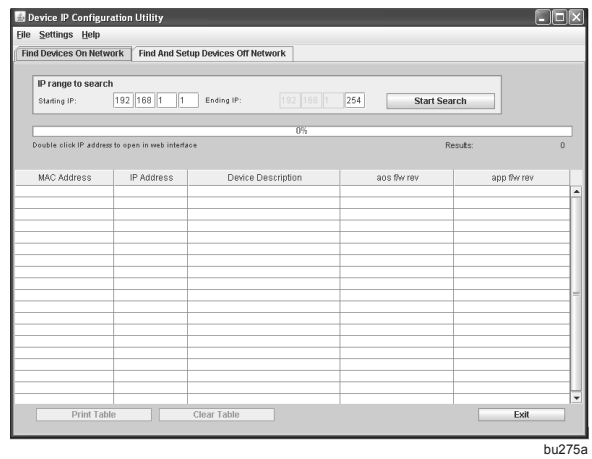 Device IP Configuration Utility
File Settings Help
Find Devices On Network Find And Setup Devices Off Network
IP range to search
Starting IP: 192 168 1 1 Ending IP: 192 168 1 254 Start Search
0%
Double click IP address to open in web interface Results: 0
MAC Address IP Address Device Description aos f/w rev app f/w rev
Print Table Clear Table Exit
bu275a